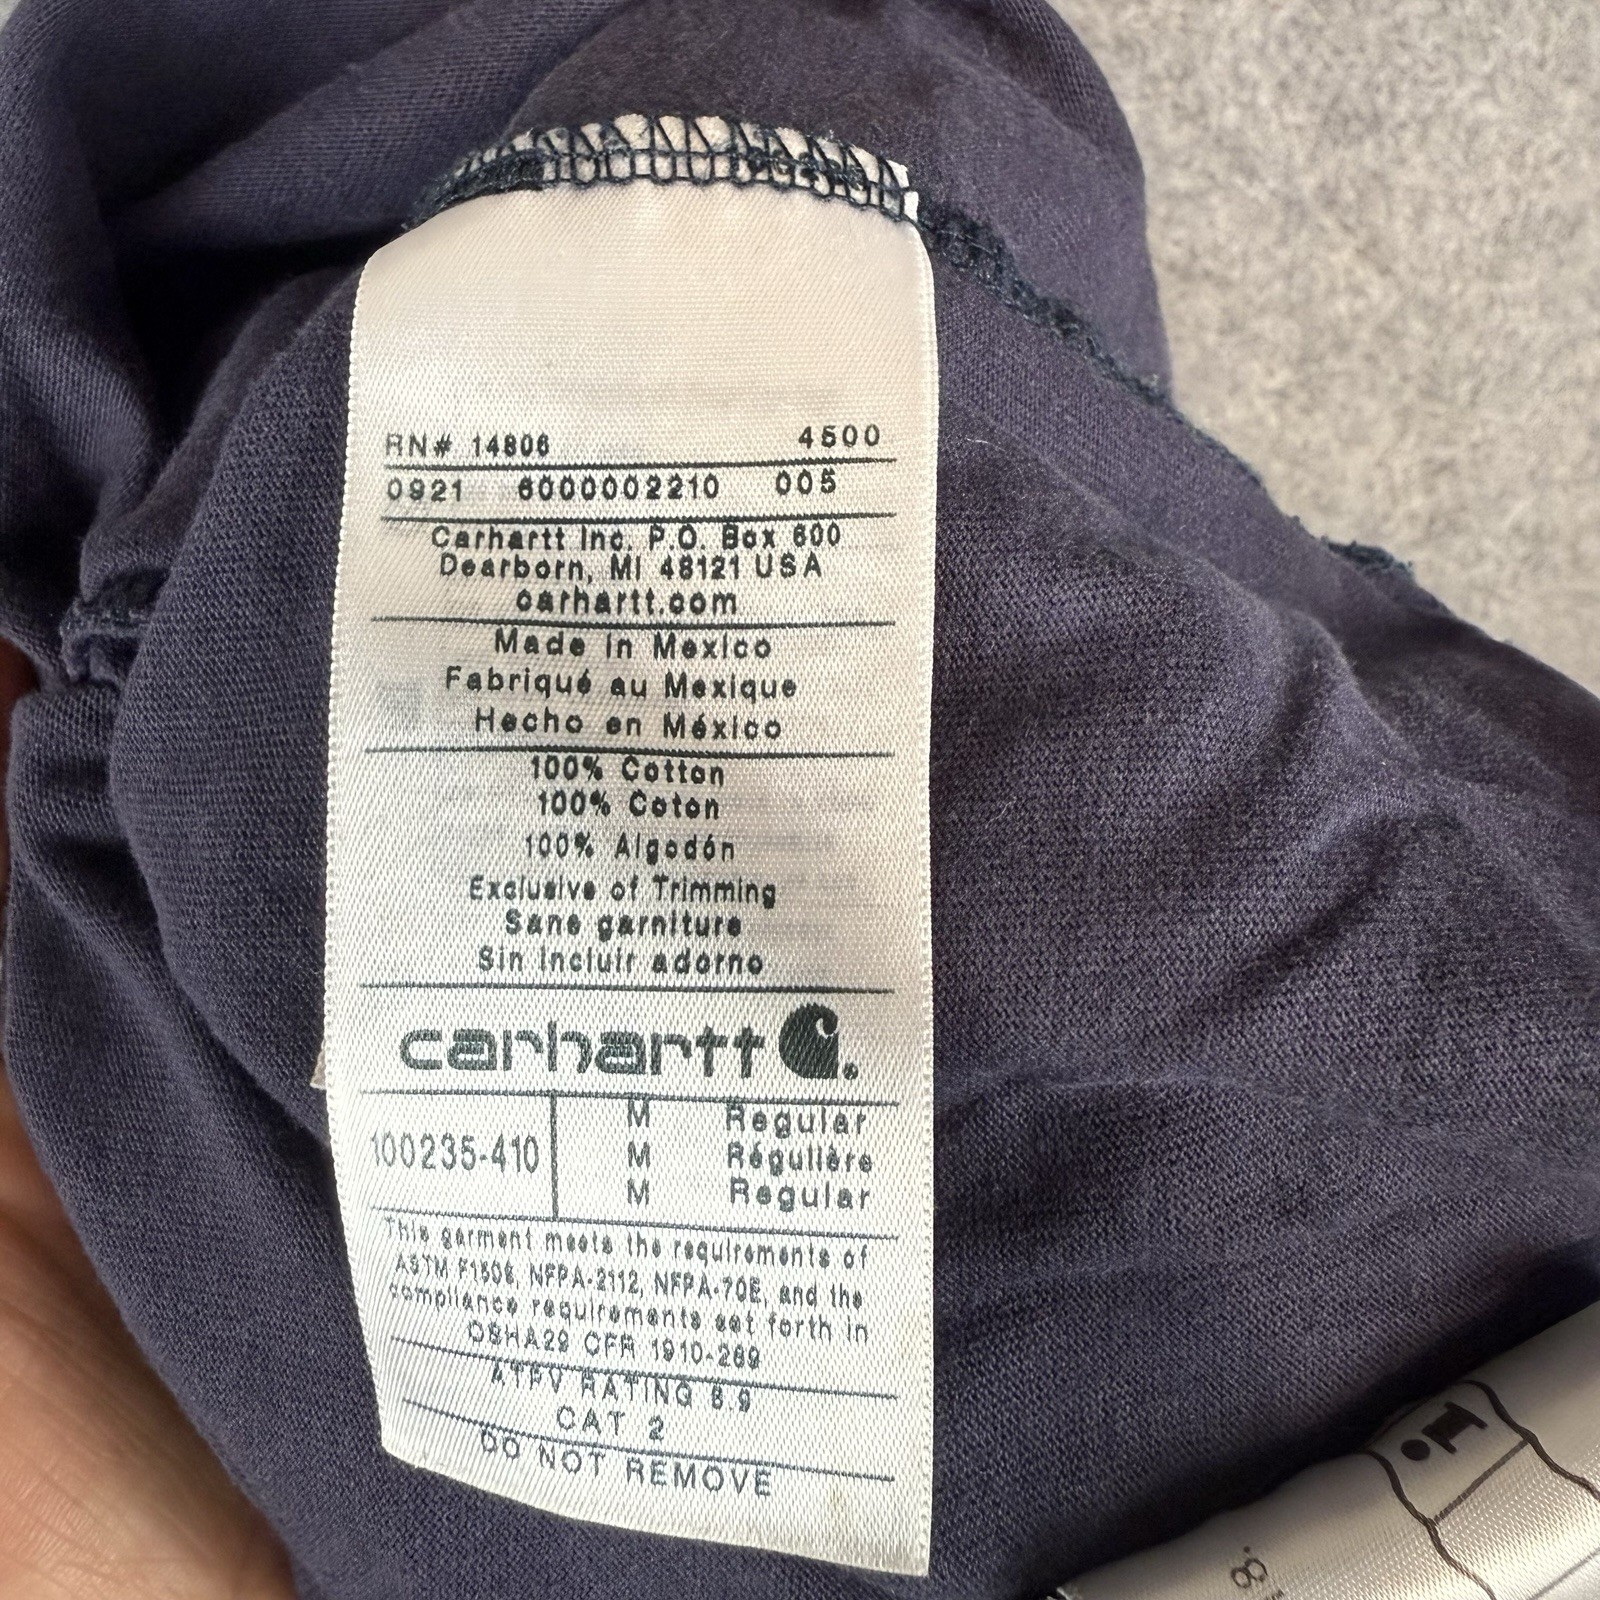 RN# 14806 4500
0921 6000002210 005
Carhartt Inc. P.O. Box 600
Dearborn, MI 48121 USA
carhartt.com
Made in Mexico
Fabriqué au Mexique
Hecho en México
100% Cotton
100% Coton
100% Algodón
Exclusive of Trimming
Sans garniture
Sin incluir adorno
carhartt
100235-410
M Regular
M Régulière
M Regular
This garment meets the requirements of
ASTM F1506, NFPA-2112, NFPA-70E, and the
compliance requirements set forth in
OSHA29 CFR 1910-269
ATPV RATING 8.9
CAT 2
DO NOT REMOVE